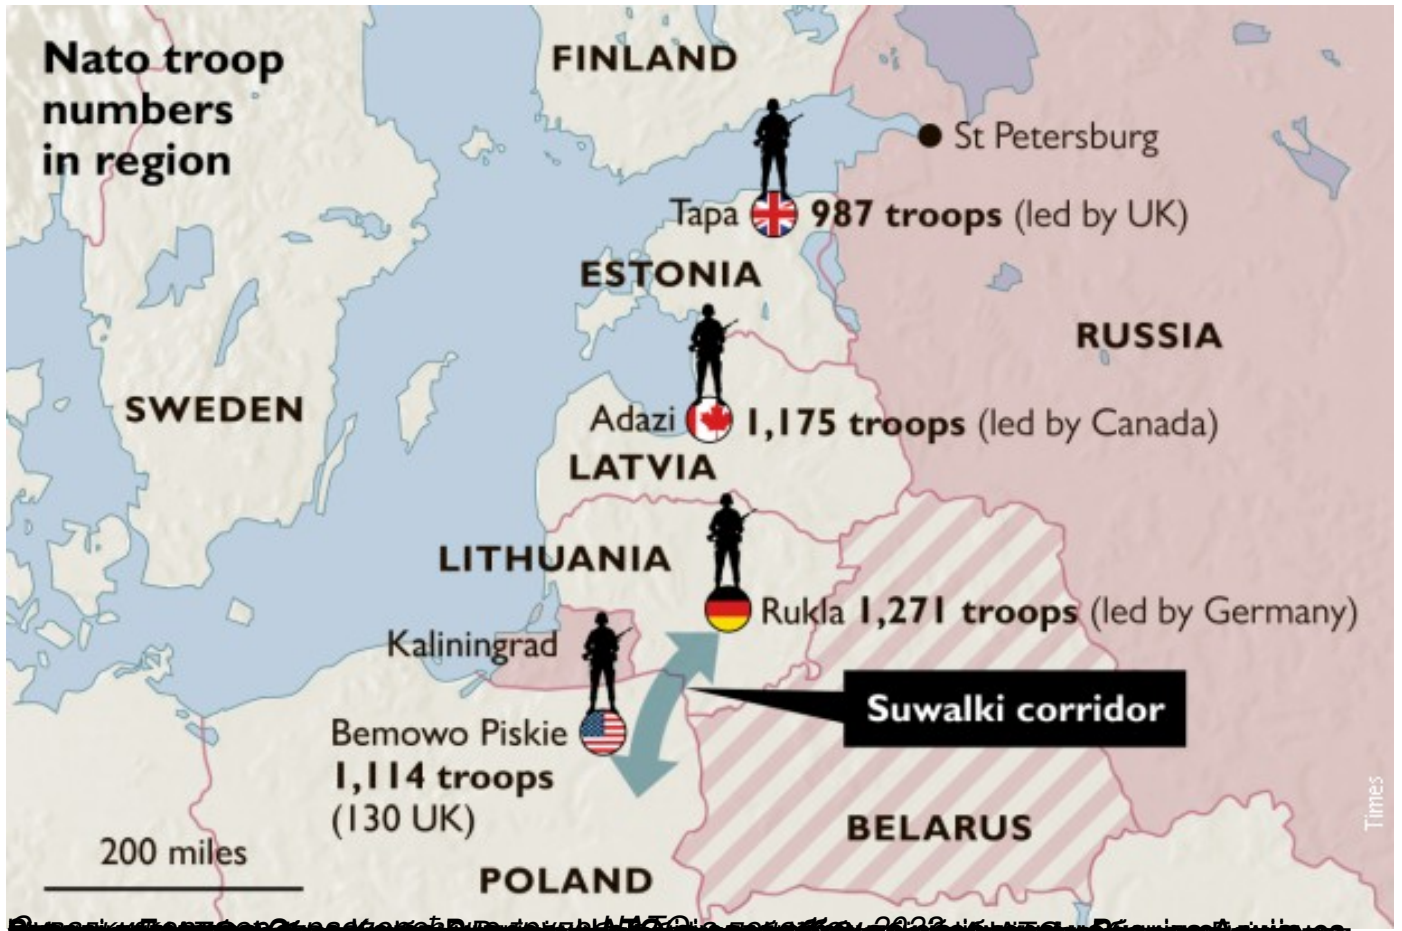 Nato troop
numbers
in region
FINLAND
St Petersburg
Tapa 987 troops (led by UK)
ESTONIA
RUSSIA
SWEDEN
Adazi 1,175 troops (led by Canada)
LATVIA
LITHUANIA
Rukla 1,271 troops (led by Germany)
Kaliningrad
Suwalki corridor
Bemowo Piskie
1,114 troops
(130 UK)
BELARUS
200 miles
POLAND
Times